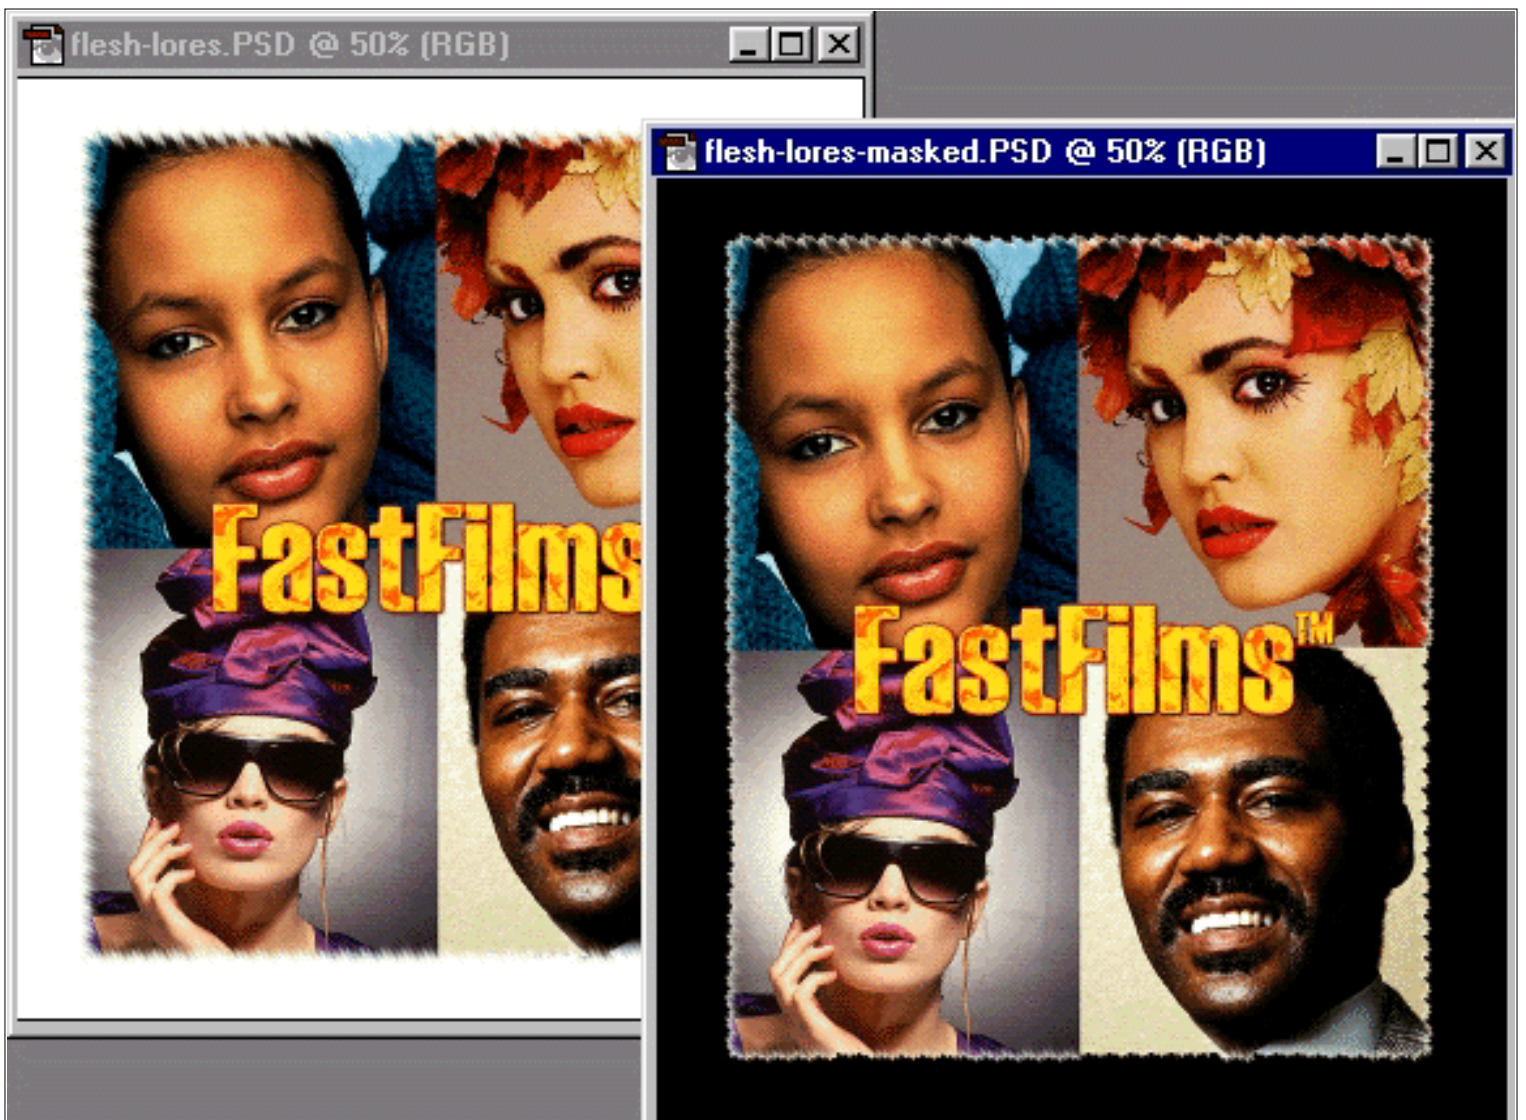 flesh-lores.PSD @ 50% (RGB)
flesh-lores-masked.PSD @ 50% (RGB)
FastFilms
FastFilms™